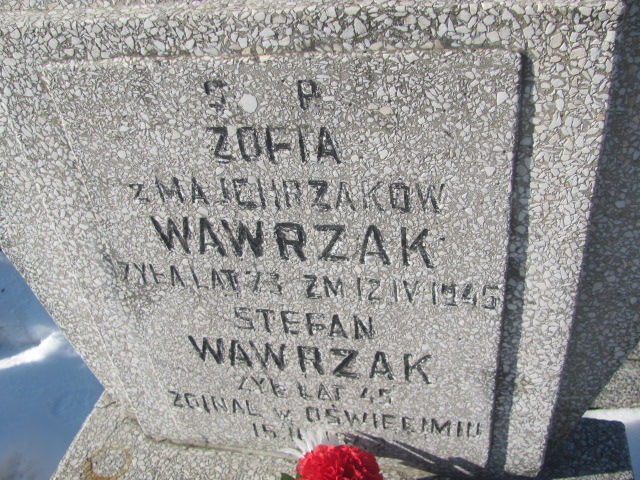 Ś P
ZOFIA
Z MAJCHRZAKÓW
WAWRZAK
ŻYŁA LAT 73 ZM 12 IV 1945
STEFAN
WAWRZAK
ŻYŁ LAT 45
ZGINĄŁ W OŚWIĘCIMIU